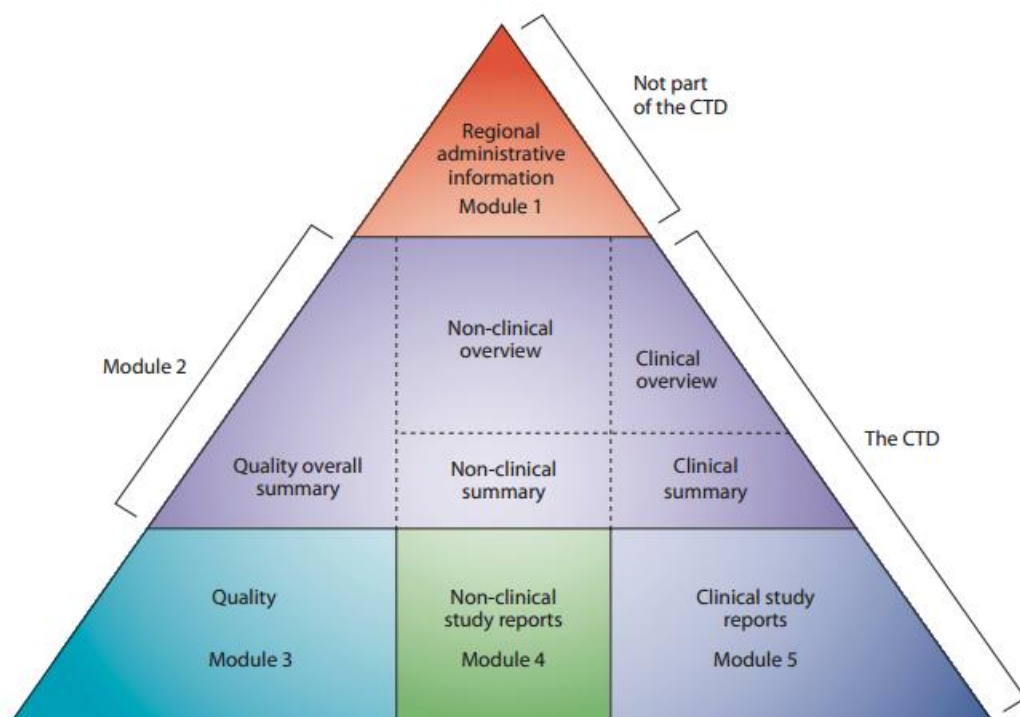 Not part
of the CTD
Regional
administrative
information
Module 1
Module 2
Non-clinical
overview
Clinical
overview
The CTD
Quality overall
summary
Non-clinical
summary
Clinical
summary
Quality
Module 3
Non-clinical
study reports
Module 4
Clinical study
reports
Module 5